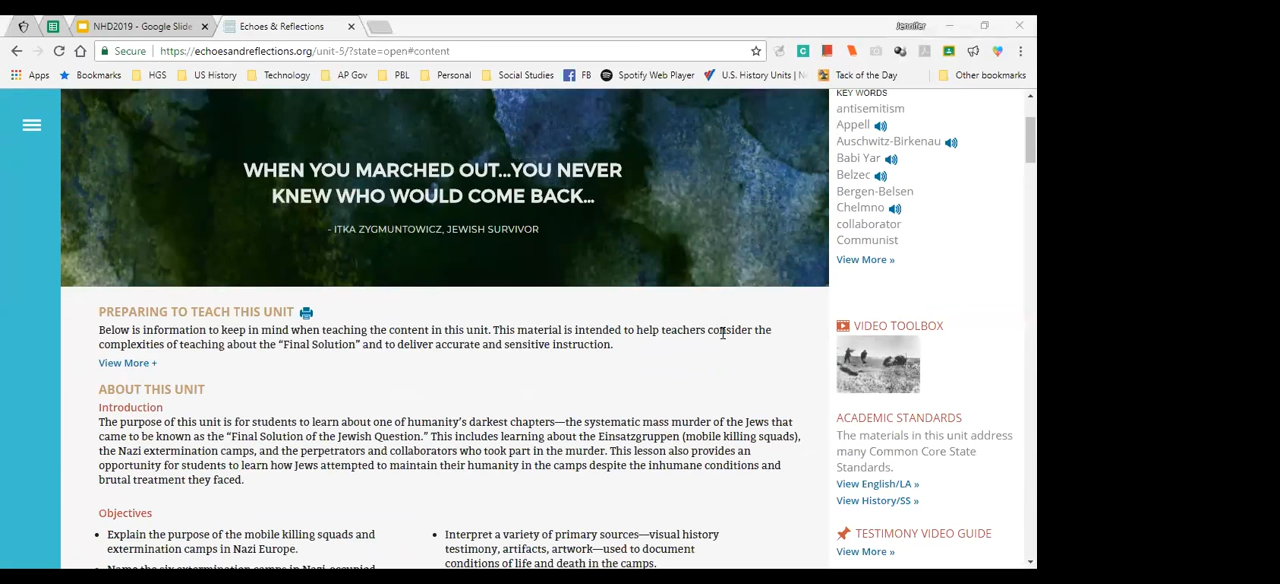 NHD2019 - Google Slide
Echoes & Reflections
Jennifer
Secure
https://echoesandreflections.org/unit-5/?state=open#content
Apps
Bookmarks
HGS
US History
Technology
AP Gov
PBL
Personal
Social Studies
FB
Spotify Web Player
U.S. History Units | N
Tack of the Day
Other bookmarks
WHEN YOU MARCHED OUT...YOU NEVER
KNEW WHO WOULD COME BACK...
- ITKA ZYGMUNTOWICZ, JEWISH SURVIVOR
PREPARING TO TEACH THIS UNIT
Below is information to keep in mind when teaching the content in this unit. This material is intended to help teachers consider the
complexities of teaching about the “Final Solution” and to deliver accurate and sensitive instruction.
View More +
ABOUT THIS UNIT
Introduction
The purpose of this unit is for students to learn about one of humanity’s darkest chapters—the systematic mass murder of the Jews that
came to be known as the “Final Solution of the Jewish Question.” This includes learning about the Einsatzgruppen (mobile killing squads),
the Nazi extermination camps, and the perpetrators and collaborators who took part in the murder. This lesson also provides an
opportunity for students to learn how Jews attempted to maintain their humanity in the camps despite the inhumane conditions and
brutal treatment they faced.
Objectives
• Explain the purpose of the mobile killing squads and
extermination camps in Nazi Europe.
• Name the six extermination camps in Nazi-occupied
• Interpret a variety of primary sources—visual history
testimony, artifacts, artwork—used to document
conditions of life and death in the camps.
KEY WORDS
antisemitism
Appell
Auschwitz-Birkenau
Babi Yar
Belzec
Bergen-Belsen
Chelmno
collaborator
Communist
View More »
VIDEO TOOLBOX
ACADEMIC STANDARDS
The materials in this unit address
many Common Core State
Standards.
View English/LA »
View History/SS »
TESTIMONY VIDEO GUIDE
View More »